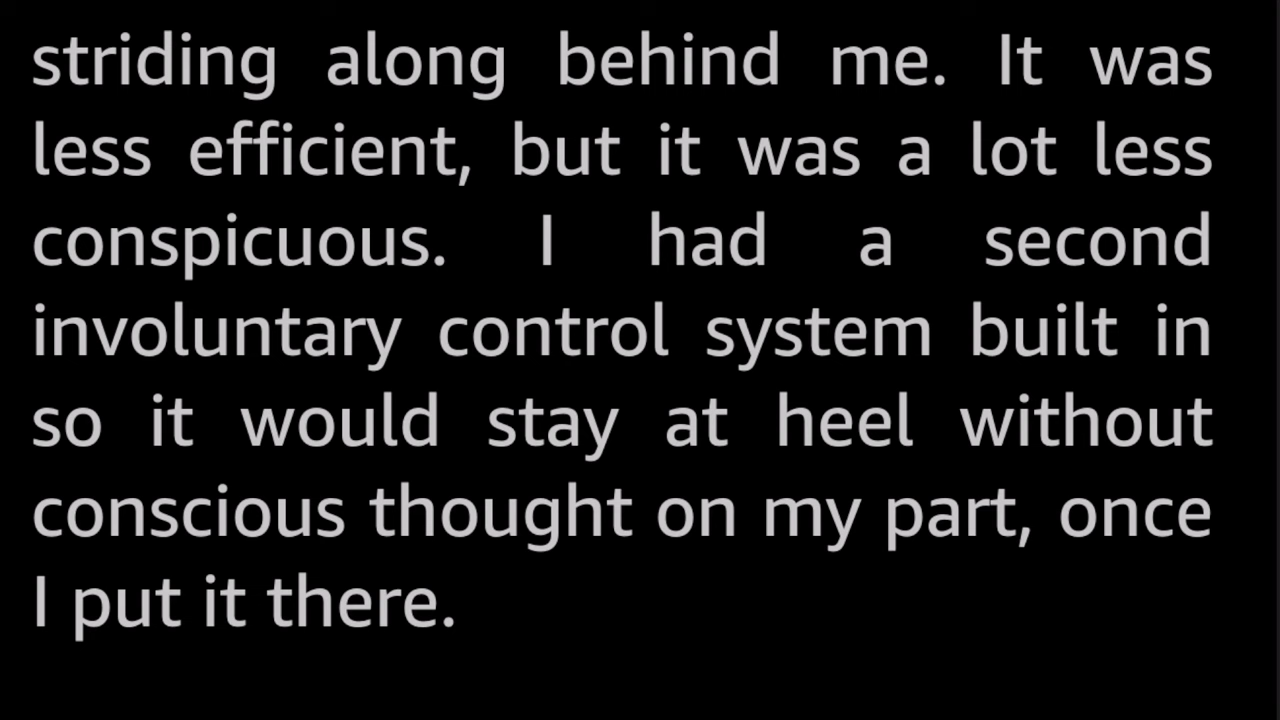 striding along behind me. It was
less efficient, but it was a lot less
conspicuous. I had a second
involuntary control system built in
so it would stay at heel without
conscious thought on my part, once
I put it there.